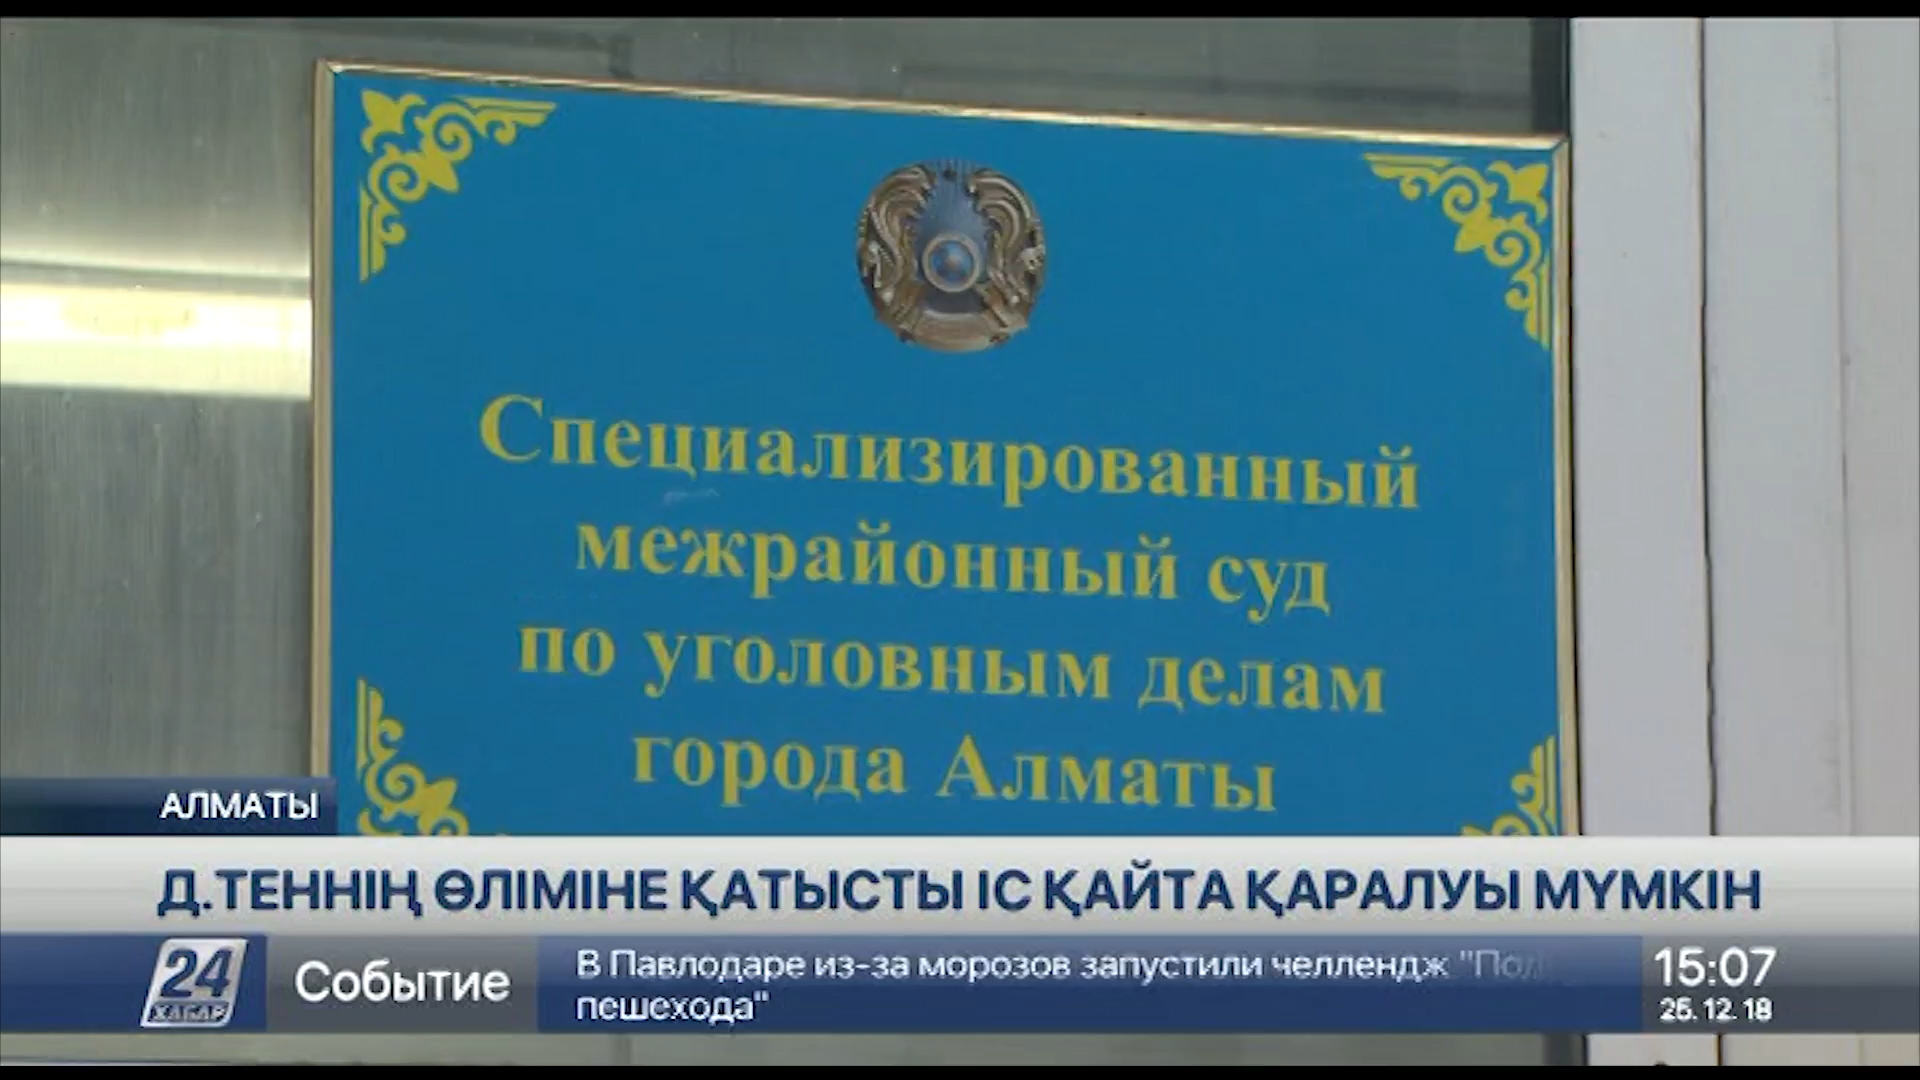 Специализированный
межрайонный суд
по уголовным делам
города Алматы
АЛМАТЫ
Д.ТЕННІҢ ӨЛІМІНЕ ҚАТЫСТЫ ІС ҚАЙТА ҚАРАЛУЫ МҮМКІН
24
ХАБАР
Событие
В Павлодаре из-за морозов запустили челлендж
пешехода"
15:07
25.12.18